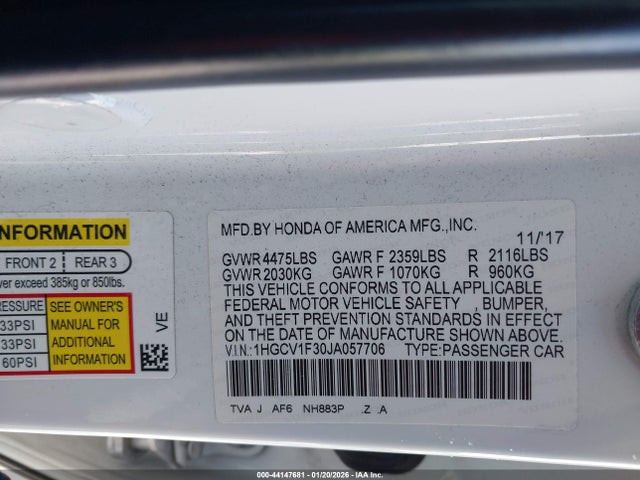 NFORMATION
FRONT 2 | REAR 3
ver exceed 385kg or 850lbs.
RESSURE
33PSI
33PSI
60PSI
SEE OWNER'S
MANUAL FOR
ADDITIONAL
INFORMATION
VE
MFD.BY HONDA OF AMERICA MFG.,INC.
11/'17
GVWR 4475LBS GAWR F 2359LBS R 2116LBS
GVWR 2030KG GAWR F 1070KG R 960KG
THIS VEHICLE CONFORMS TO ALL APPLICABLE
FEDERAL MOTOR VEHICLE SAFETY , BUMPER,
AND THEFT PREVENTION STANDARDS IN EFFECT
ON THE DATE OF MANUFACTURE SHOWN ABOVE.
V.I.N.: 1HGCV1F30JA057706 TYPE:PASSENGER CAR
TVA J AF6 NH883P .Z .A
000-44147681 | 01/20/2026 | IAA Inc.